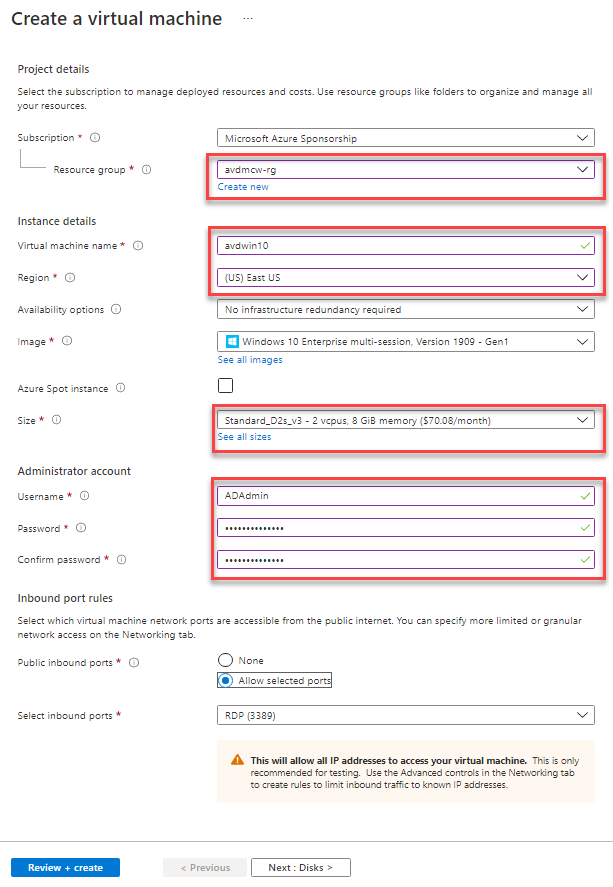 Create a virtual machine ...
Project details
Select the subscription to manage deployed resources and costs. Use resource groups like folders to organize and manage all
your resources.
Subscription *
Microsoft Azure Sponsorship
Resource group *
avdmcw-rg
Create new
Instance details
Virtual machine name *
avdwin10
Region *
(US) East US
Availability options
No infrastructure redundancy required
Image *
Windows 10 Enterprise multi-session, Version 1909 - Gen1
See all images
Azure Spot instance
Size *
Standard_D2s_v3 - 2 vcpus, 8 GiB memory ($70.08/month)
See all sizes
Administrator account
Username *
ADAdmin
Password *
••••••••••••••
Confirm password *
••••••••••••••
Inbound port rules
Select which virtual machine network ports are accessible from the public internet. You can specify more limited or granular
network access on the Networking tab.
Public inbound ports *
None
Allow selected ports
Select inbound ports *
RDP (3389)
This will allow all IP addresses to access your virtual machine. This is only
recommended for testing. Use the Advanced controls in the Networking tab
to create rules to limit inbound traffic to known IP addresses.
Review + create
< Previous
Next : Disks >